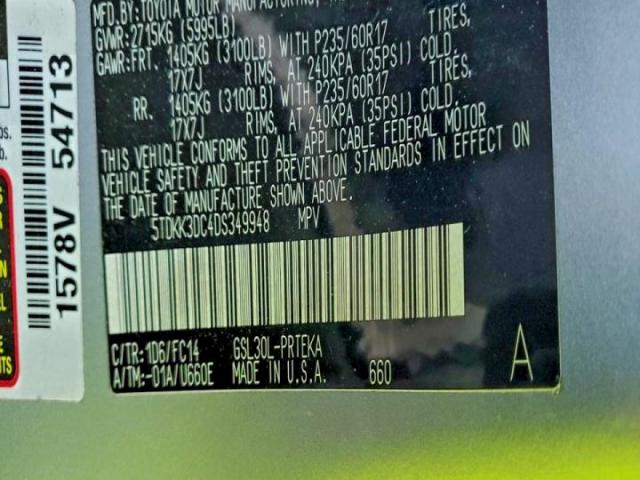 MFD.BY:TOYOTA MOTOR MANUFACTURING,
GVWR:2715KG (5995LB)
GAWR:FRT. 1405KG (3100LB) WITH P235/60R17 TIRES,
17X7J RIMS, AT 240KPA (35PSI) COLD.
RR. 1405KG (3100LB) WITH P235/60R17 TIRES,
17X7J RIMS, AT 240KPA (35PSI) COLD.
THIS VEHICLE CONFORMS TO ALL APPLICABLE FEDERAL MOTOR
VEHICLE SAFETY AND THEFT PREVENTION STANDARDS IN EFFECT ON
THE DATE OF MANUFACTURE SHOWN ABOVE.
5TDKK3DC4DS349948 MPV
C/TR:1D6/FC14 GSL30L-PRTEKA
A/TM:-01A/U660E MADE IN U.S.A. 660
A
1578V 54713